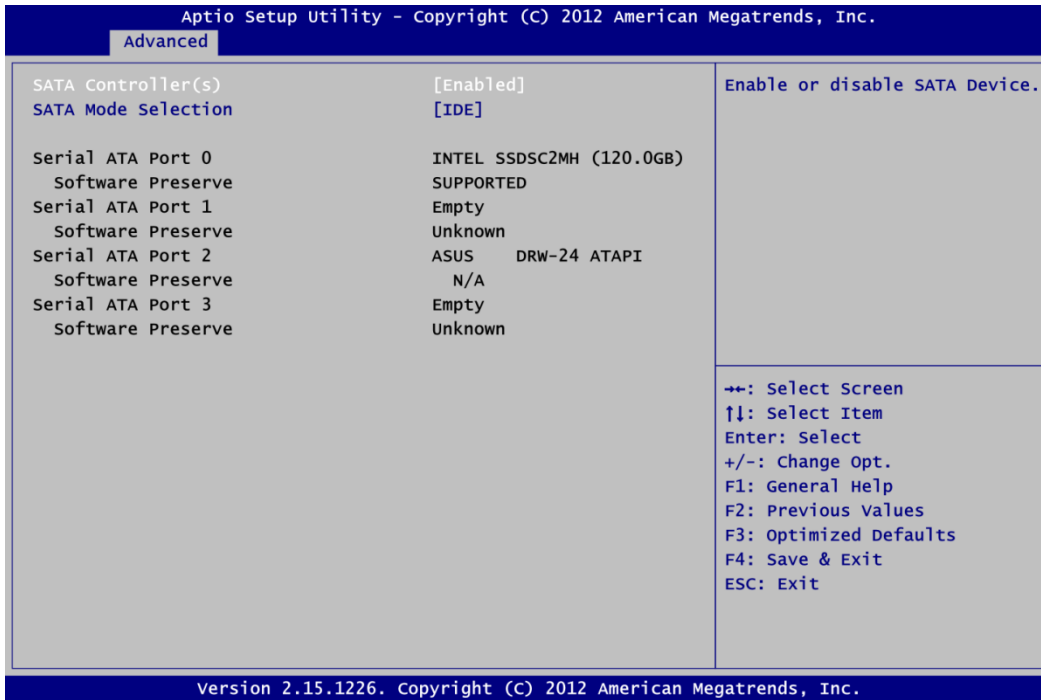 Aptio Setup Utility - Copyright (C) 2012 American Megatrends, Inc.
Advanced
SATA Controller(s) [Enabled]
SATA Mode Selection [IDE]
Serial ATA Port 0 INTEL SSDSC2MH (120.0GB)
Software Preserve SUPPORTED
Serial ATA Port 1 Empty
Software Preserve Unknown
Serial ATA Port 2 ASUS DRW-24 ATAPI
Software Preserve N/A
Serial ATA Port 3 Empty
Software Preserve Unknown
Enable or disable SATA Device.
→←: Select Screen
↑↓: Select Item
Enter: Select
+/-: Change Opt.
F1: General Help
F2: Previous Values
F3: Optimized Defaults
F4: Save & Exit
ESC: Exit
Version 2.15.1226. Copyright (C) 2012 American Megatrends, Inc.